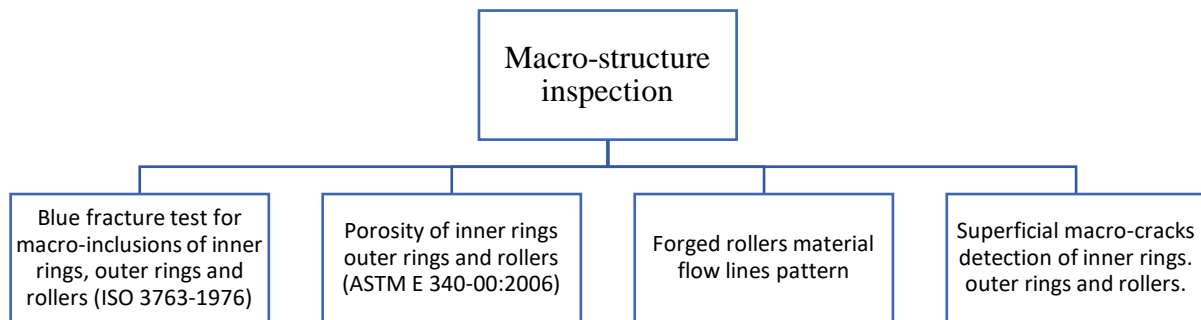 Macro-structure
inspection
Blue fracture test for
macro-inclusions of inner
rings, outer rings and
rollers (ISO 3763-1976)
Porosity of inner rings
outer rings and rollers
(ASTM E 340-00:2006)
Forged rollers material
flow lines pattern
Superficial macro-cracks
detection of inner rings.
outer rings and rollers.